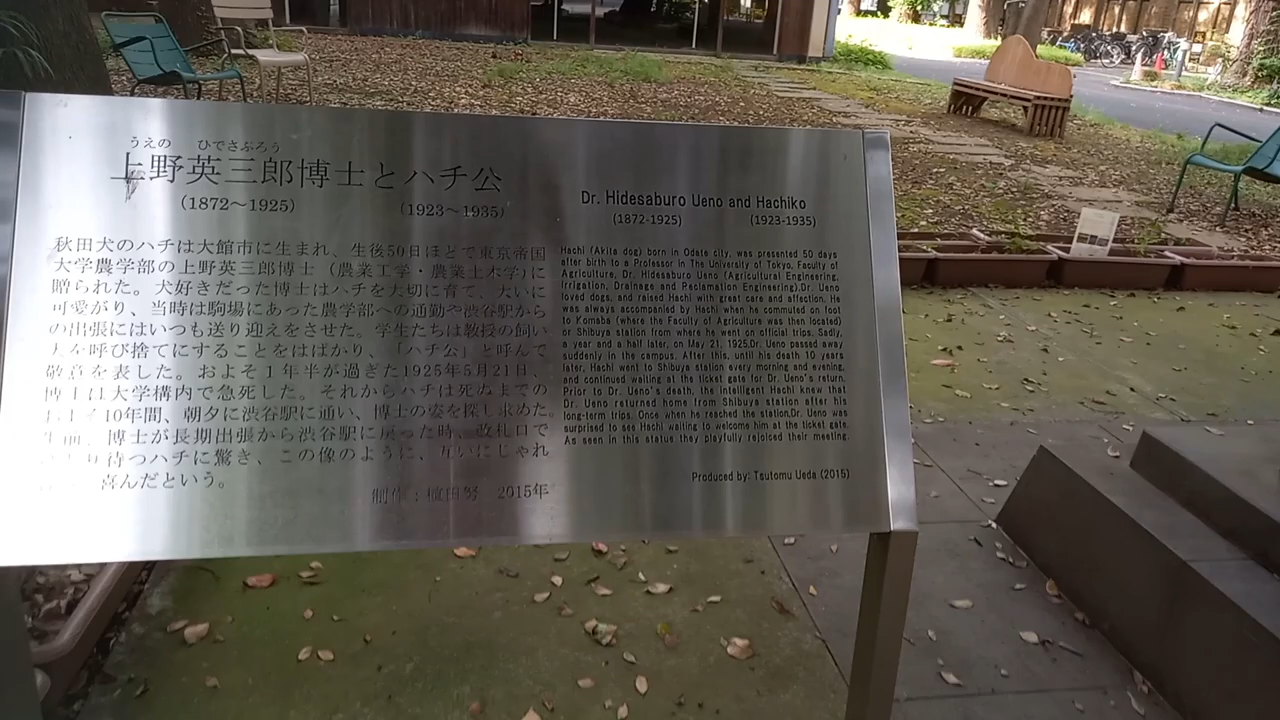 うえの ひでさぶろう
上野英三郎博士とハチ公
(1872～1925) (1923～1935)
秋田犬のハチは大館市に生まれ、生後50日ほどで東京帝国
大学農学部の上野英三郎博士（農業工学・農業土木学）に
贈られた。犬好きだった博士はハチを大切に育て、大いに
可愛がり、当時は駒場にあった農学部への通勤や渋谷駅から
の出張にはいつも送り迎えをさせた。学生たちは教授の飼い
犬を呼び捨てにすることをはばかり、「ハチ公」と呼んで
敬意を表した。およそ１年半が過ぎた1925年5月21日、
博士は大学構内で急死した。それからハチは死ぬまでの
およそ10年間、朝夕に渋谷駅に通い、博士の姿を探し求めた。
生前、博士が長期出張から渋谷駅に戻った時、改札口で
待つハチに驚き、この像のように、互いにじゃれ
喜んだという。
制作：植田努 2015年
Dr. Hidesaburo Ueno and Hachiko
(1872-1925) (1923-1935)
Hachi (Akita dog) born in Odate city, was presented 50 days
after birth to a Professor in The University of Tokyo, Faculty of
Agriculture, Dr. Hidesaburo Ueno (Agricultural Engineering,
Irrigation, Drainage and Peclamation Engineering).Dr. Ueno
loved dogs, and raised Hachi with great care and affection. He
was always accompanied by Hachi when he commuted on foot
to Komaba (where the Faculty of Agriculture was then located)
or Shibuya station from where he went on official trips. Sadly,
a year and a half later, on May 21, 1925.Dr. Ueno passed away
suddenly in the campus. After this, until his death 10 years
later, Hachi went to Shibuya station every morning and evening,
and continued waiting at the ticket gate for Dr. Ueno's return.
Prior to Dr. Ueno's death, the intelligent Hachi knew that
Dr. Ueno returned home from Shibuya station after his
long-term trips. Once when he reached the station,Dr. Ueno was
surprised to see Hachi waiting to welcome him at the ticket gate.
As seen in this statue they playfully rejoiced their meeting.
Produced by: Tsutomu Ueda (2015)